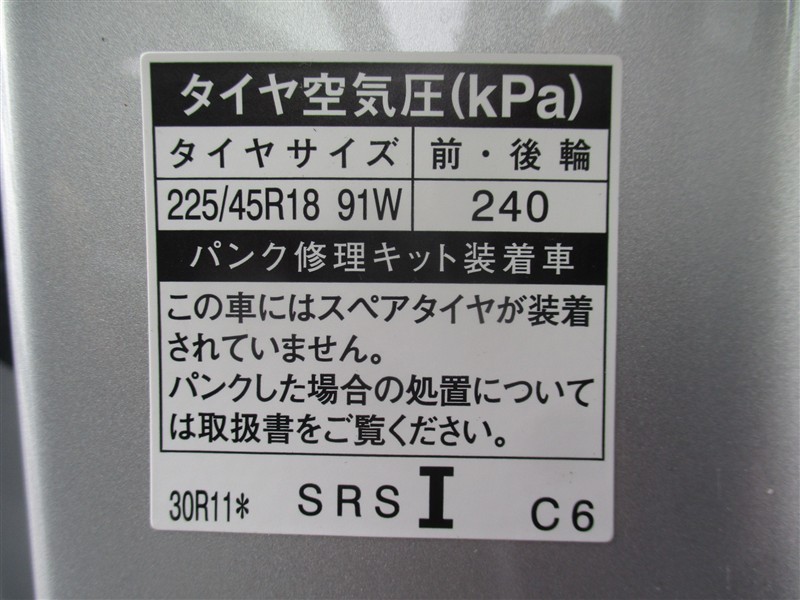 タイヤ空気圧(kPa)
タイヤサイズ 前・後輪
225/45R18 91W 240
パンク修理キット装着車
この車にはスペアタイヤが装着
されていません。
パンクした場合の処置について
は取扱書をご覧ください。
30R11* SRS I C6